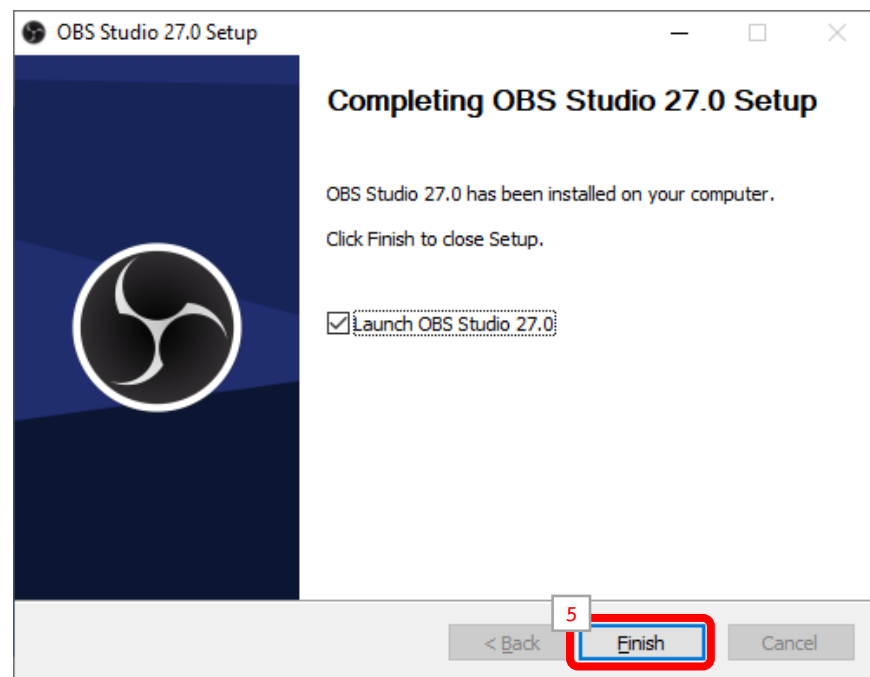 OBS Studio 27.0 Setup
Completing OBS Studio 27.0 Setup
OBS Studio 27.0 has been installed on your computer.
Click Finish to close Setup.
Launch OBS Studio 27.0
5
< Back
Finish
Cancel